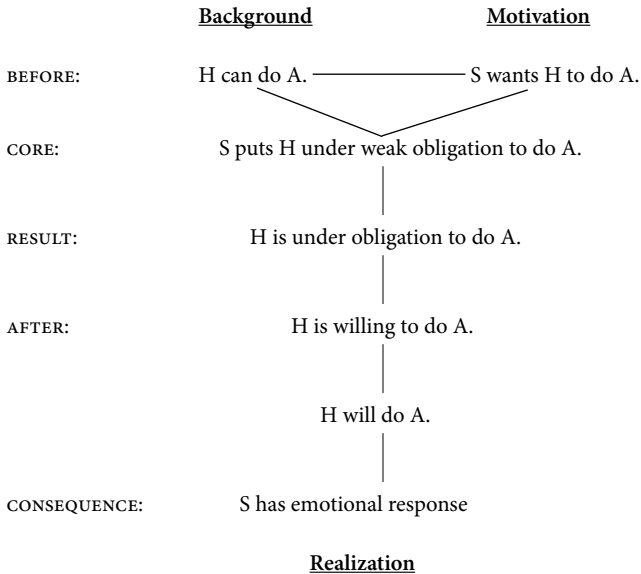 Background Motivation
BEFORE: H can do A. S wants H to do A.
CORE: S puts H under weak obligation to do A.
RESULT: H is under obligation to do A.
AFTER: H is willing to do A.
H will do A.
CONSEQUENCE: S has emotional response
Realization